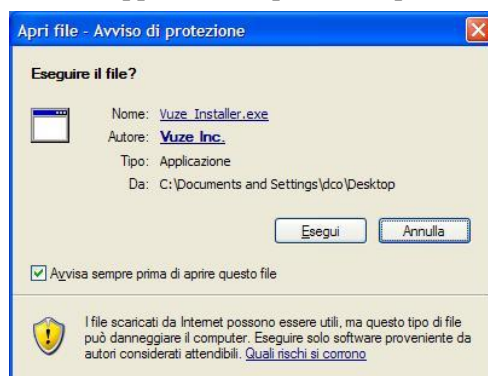 Apri file - Avviso di protezione
Eseguire il file?
Nome: Vuze_Installer.exe
Autore: Vuze Inc.
Tipo: Applicazione
Da: C:\Documents and Settings\dco\Desktop
Esegui Annulla
Avvisa sempre prima di aprire questo file
I file scaricati da Internet possono essere utili, ma questo tipo di file
può danneggiare il computer. Eseguire solo software proveniente da
autori considerati attendibili. Quali rischi si corrono